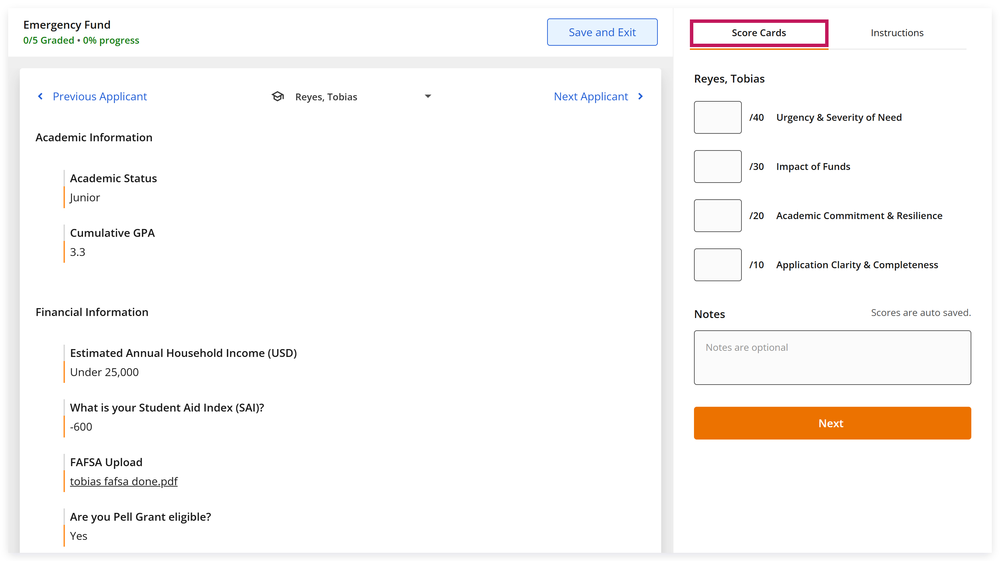 Emergency Fund
0/5 Graded • 0% progress
Save and Exit
Previous Applicant
Reyes, Tobias
Next Applicant
Academic Information
Academic Status
Junior
Cumulative GPA
3.3
Financial Information
Estimated Annual Household Income (USD)
Under 25,000
What is your Student Aid Index (SAI)?
-600
FAFSA Upload
tobias fafsa done.pdf
Are you Pell Grant eligible?
Yes
Score Cards
Instructions
Reyes, Tobias
/40 Urgency & Severity of Need
/30 Impact of Funds
/20 Academic Commitment & Resilience
/10 Application Clarity & Completeness
Notes
Scores are auto saved.
Notes are optional
Next